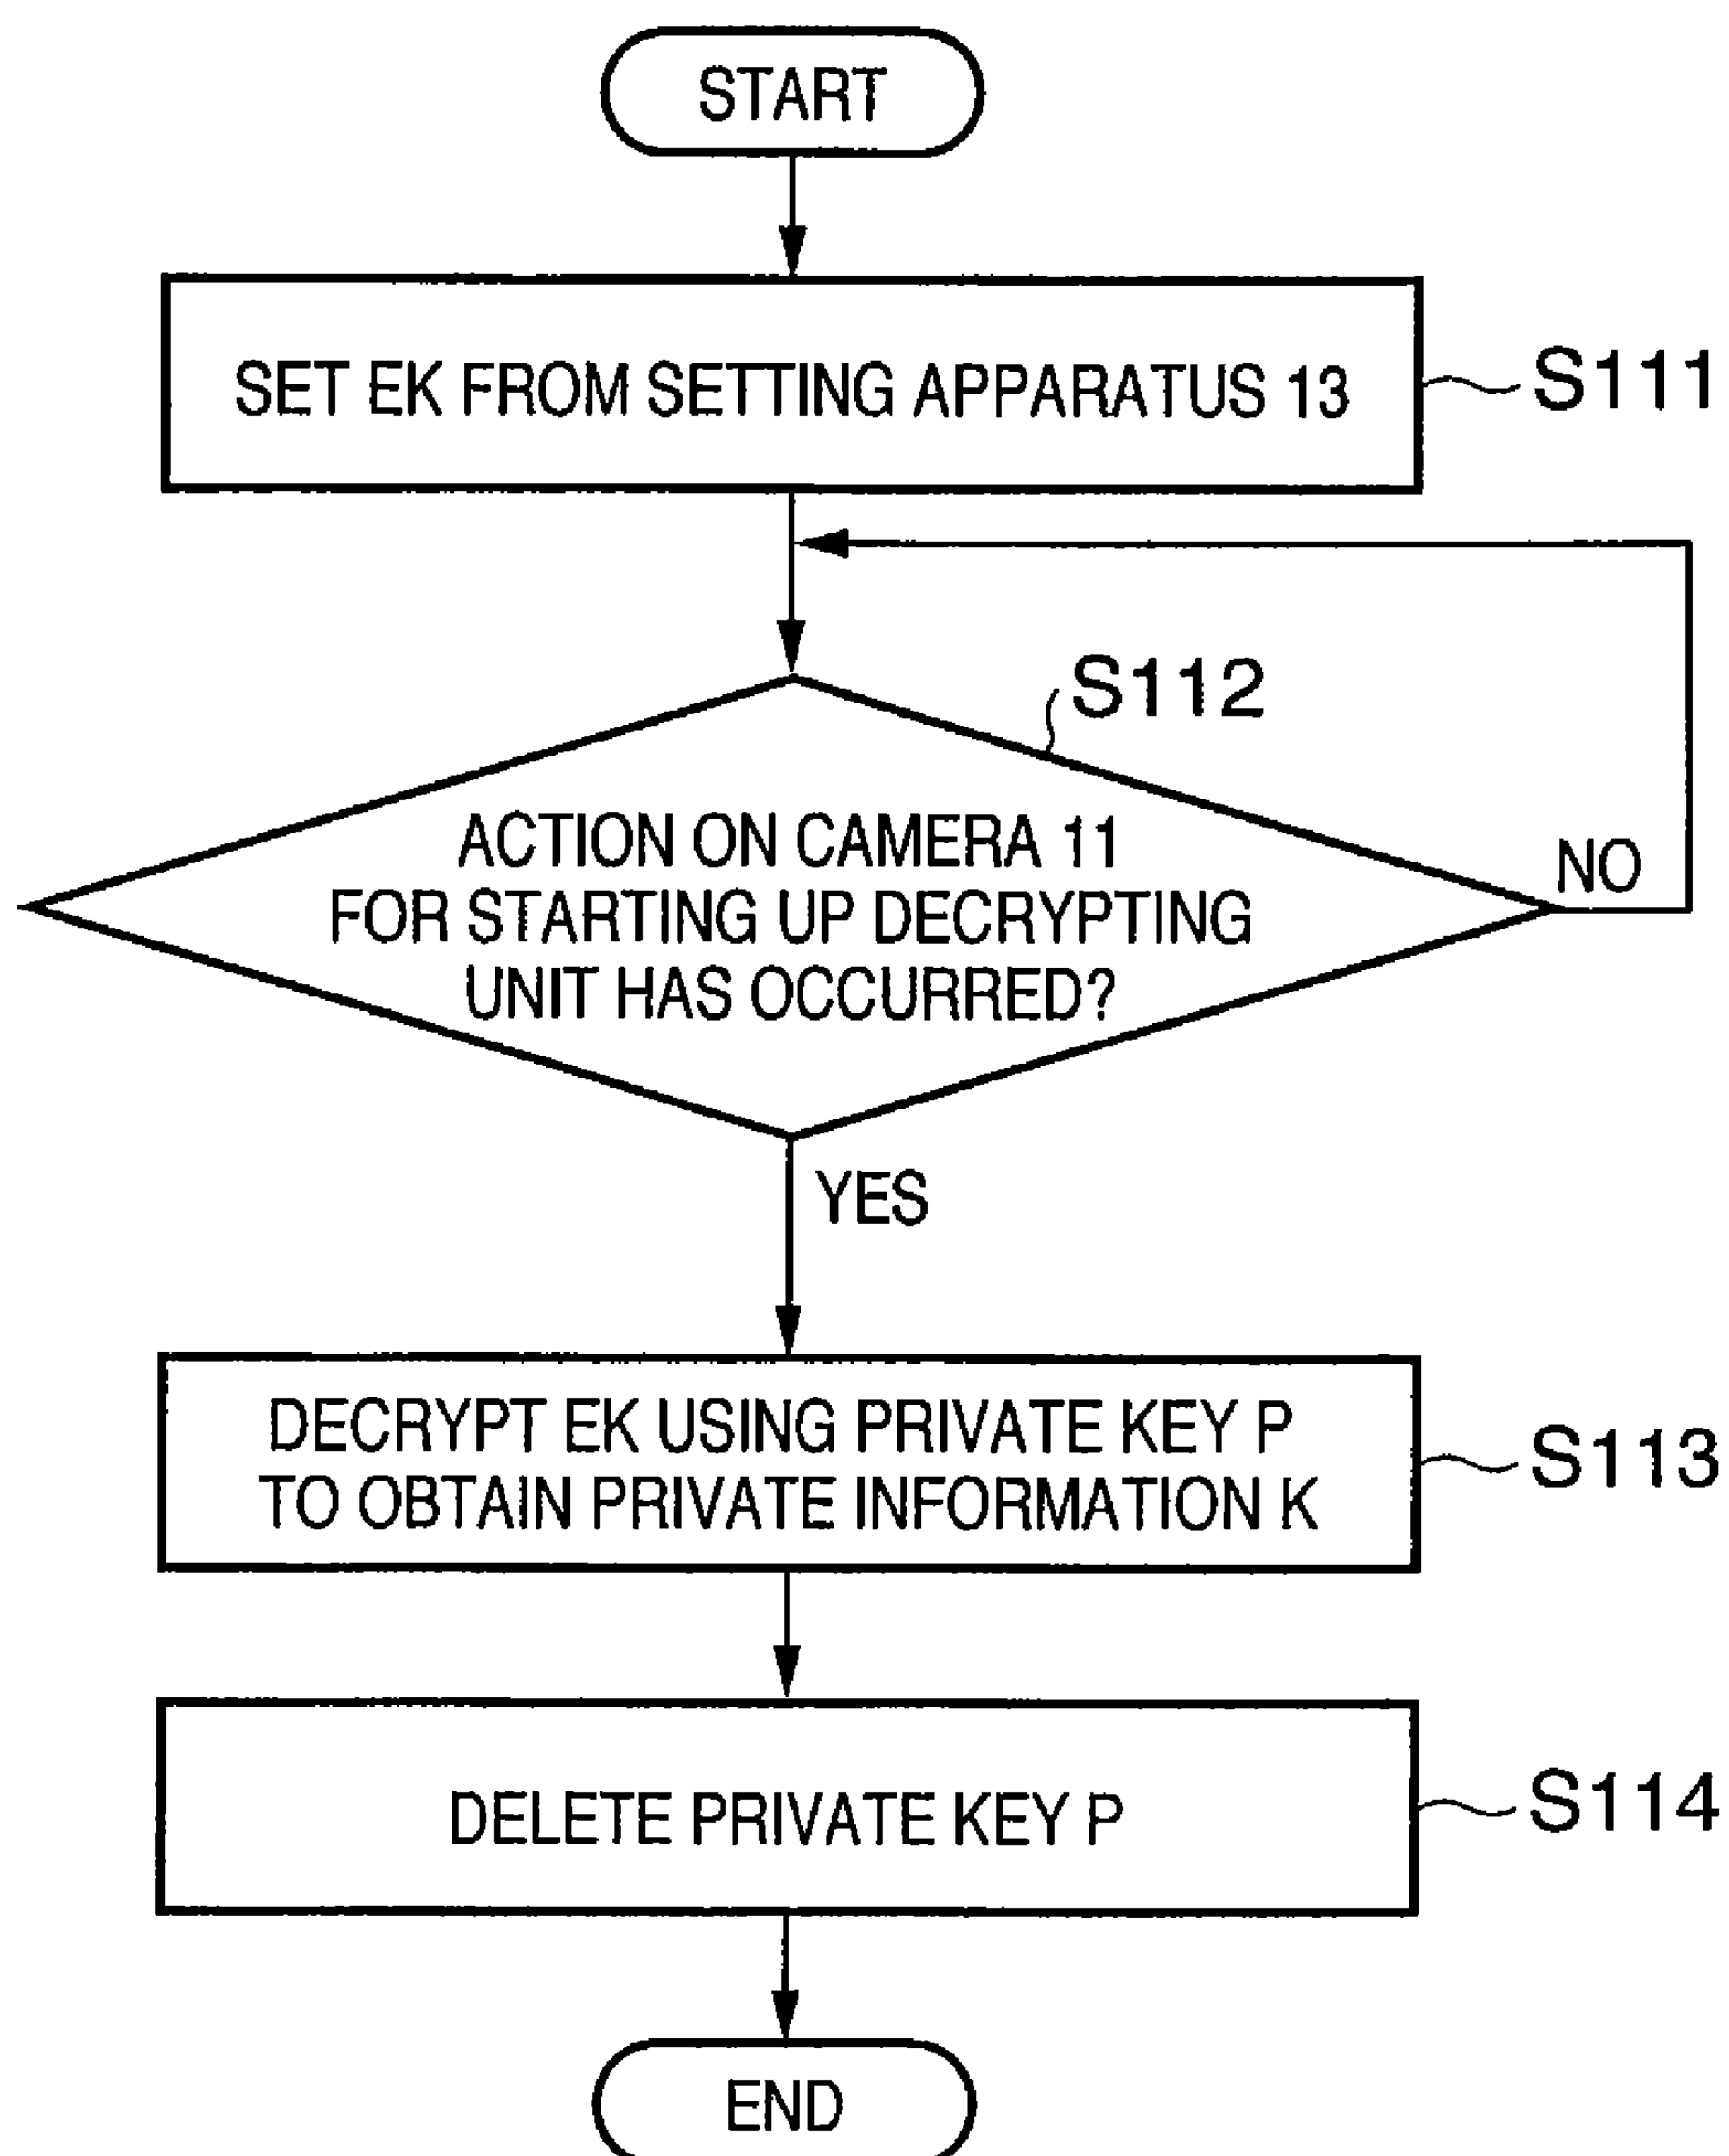 START
SET EK FROM SETTING APPARATUS 13
S111
S112
ACTION ON CAMERA 11
FOR STARTING UP DECRYPTING
UNIT HAS OCCURRED?
NO
YES
DECRYPT EK USING PRIVATE KEY P
TO OBTAIN PRIVATE INFORMATION K
S113
DELETE PRIVATE KEY P
S114
END